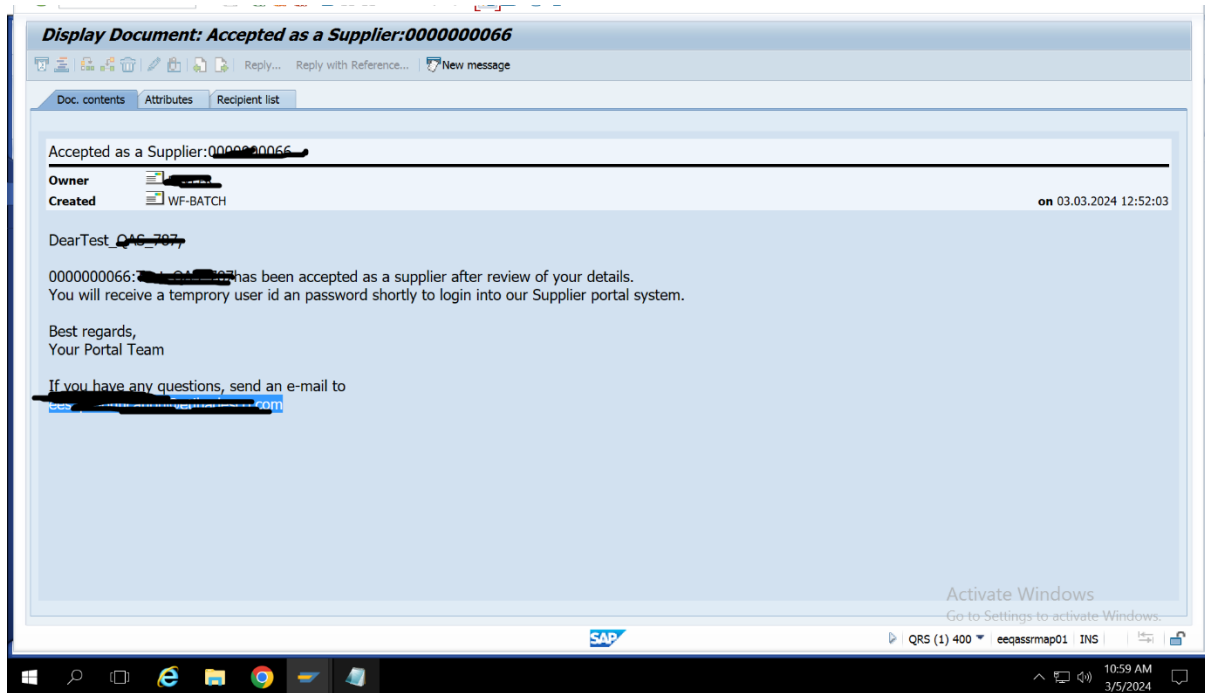 Display Document: Accepted as a Supplier:0000000066
Reply... Reply with Reference... New message
Doc. contents Attributes Recipient list
Accepted as a Supplier:
Owner
Created WF-BATCH on 03.03.2024 12:52:03
DearTest_
0000000066: has been accepted as a supplier after review of your details.
You will receive a temprory user id an password shortly to login into our Supplier portal system.
Best regards,
Your Portal Team
If you have any questions, send an e-mail to
.com
Activate Windows
Go to Settings to activate Windows.
SAP QRS (1) 400 eeqassrmap01 INS
10:59 AM
3/5/2024